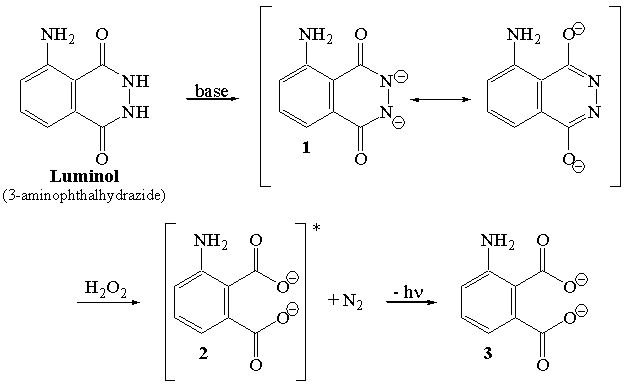 NH₂ O NH₂ O NH₂ O⊖
NH N⊖ N
NH base N⊖ N
O 1 O O⊖
Luminol
(3-aminophthalhydrazide)
NH₂ O * NH₂ O
H₂O₂ O⊖ + N₂ - hν O⊖
O⊖ O⊖
2 O 3 O